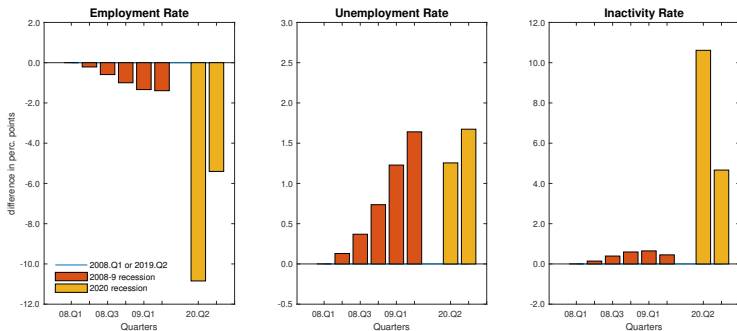 Employment Rate
2.0
0.0
-2.0
-4.0
-6.0
-8.0
-10.0
-12.0
difference in perc. points
2008.Q1 or 2019.Q2
2008-9 recession
2020 recession
08.Q1 08.Q3 09.Q1 20.Q2
Quarters
Unemployment Rate
3.0
2.5
2.0
1.5
1.0
0.5
0.0
-0.5
08.Q1 08.Q3 09.Q1 20.Q2
Quarters
Inactivity Rate
12.0
10.0
8.0
6.0
4.0
2.0
0.0
-2.0
08.Q1 08.Q3 09.Q1 20.Q2
Quarters